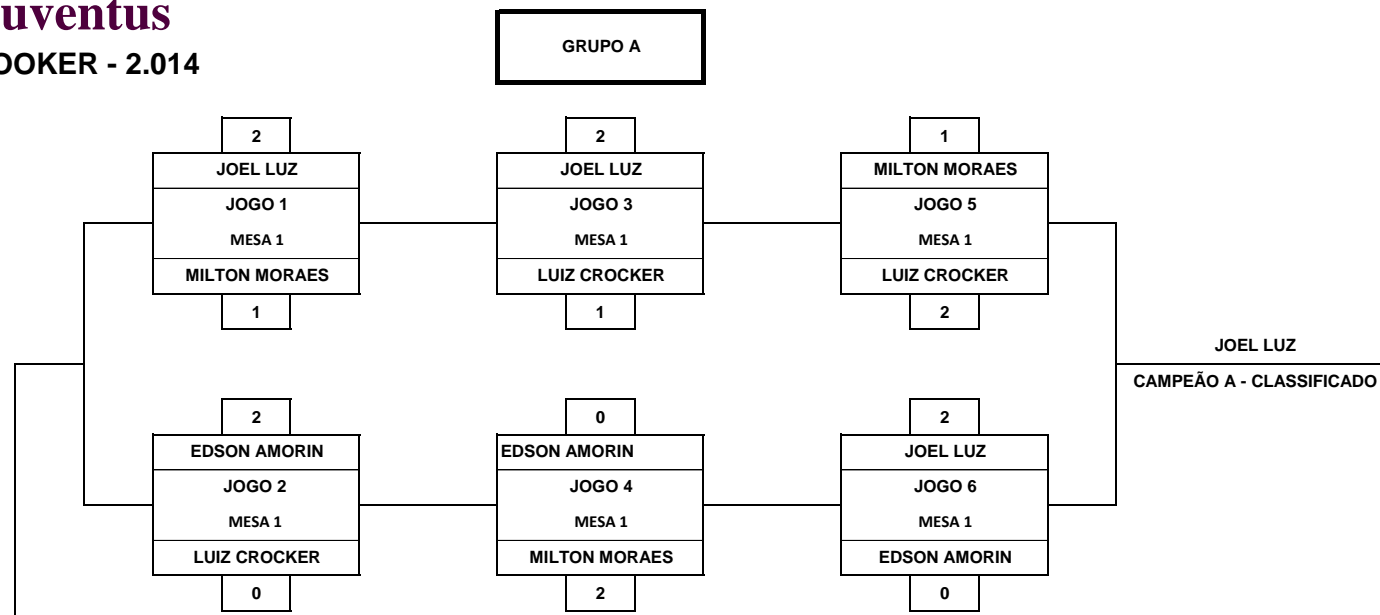 uventus
OOKER - 2.014
GRUPO A
2
JOEL LUZ
JOGO 1
MESA 1
MILTON MORAES
1
2
JOEL LUZ
JOGO 3
MESA 1
LUIZ CROCKER
1
1
MILTON MORAES
JOGO 5
MESA 1
LUIZ CROCKER
2
JOEL LUZ
CAMPEÃO A - CLASSIFICADO
2
EDSON AMORIN
JOGO 2
MESA 1
LUIZ CROCKER
0
0
EDSON AMORIN
JOGO 4
MESA 1
MILTON MORAES
2
2
JOEL LUZ
JOGO 6
MESA 1
EDSON AMORIN
0